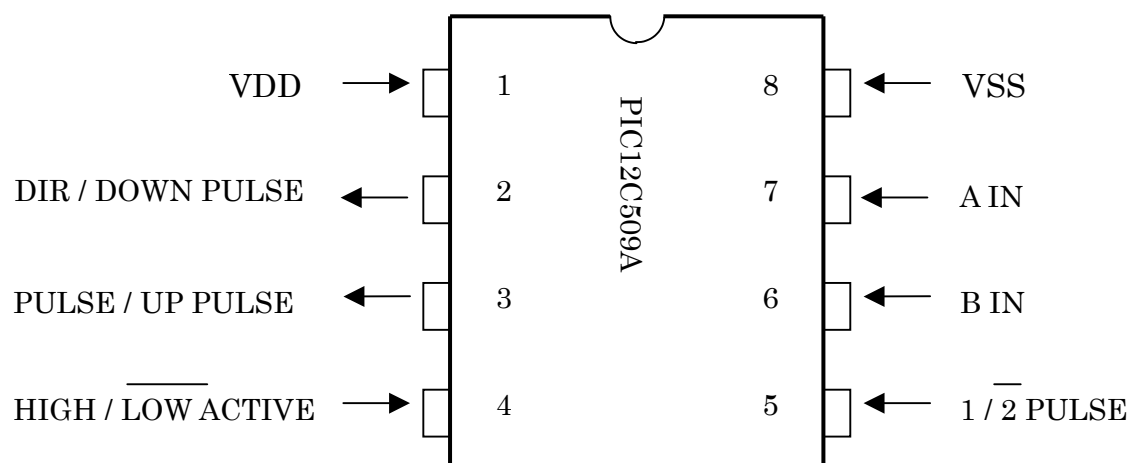 VDD 1 8 VSS
PIC12C509A
DIR / DOWN PULSE 2 7 A IN
PULSE / UP PULSE 3 6 B IN
HIGH / L̅O̅W̅ ACTIVE 4 5 1 / 2̅ PULSE